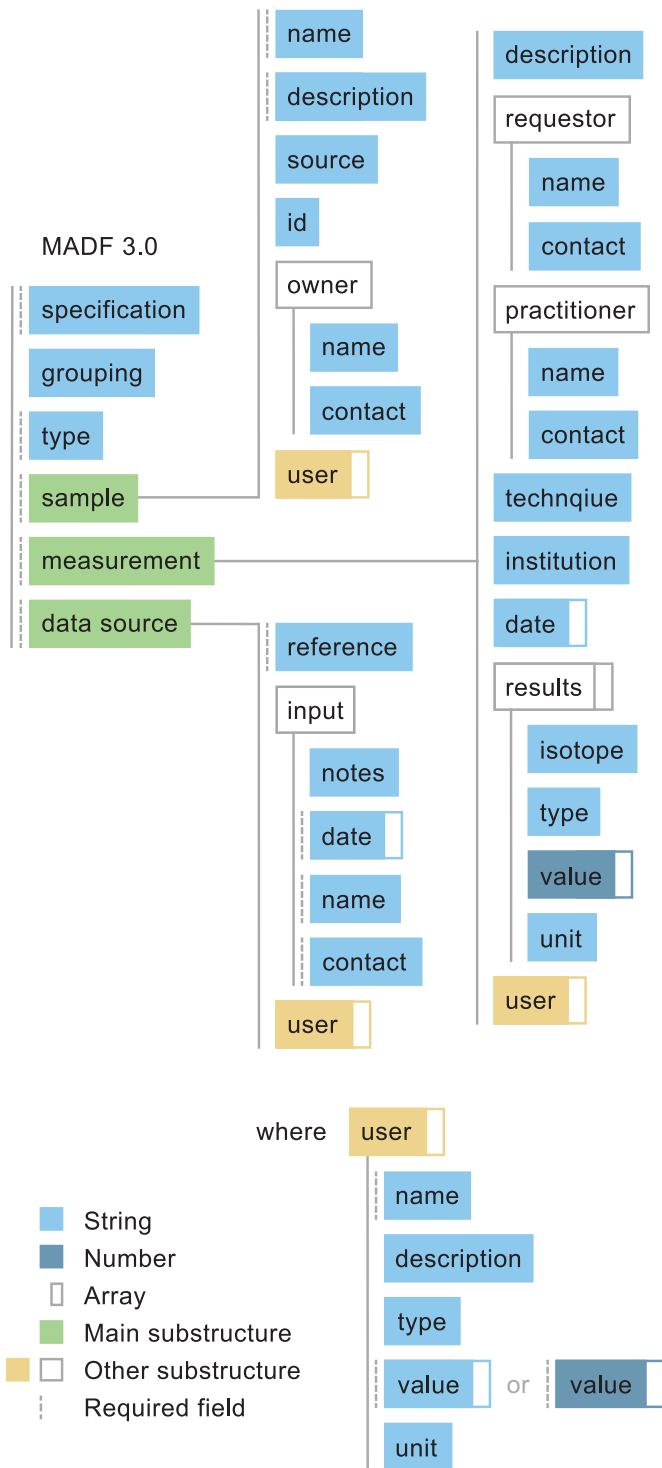 MADF 3.0
specification
grouping
type
sample
measurement
data source
name
description
source
id
owner
name
contact
user
reference
input
notes
date
name
contact
user
description
requestor
name
contact
practitioner
name
contact
technqiue
institution
date
results
isotope
type
value
unit
user
where user
name
description
type
value or value
unit
String
Number
Array
Main substructure
Other substructure
Required field